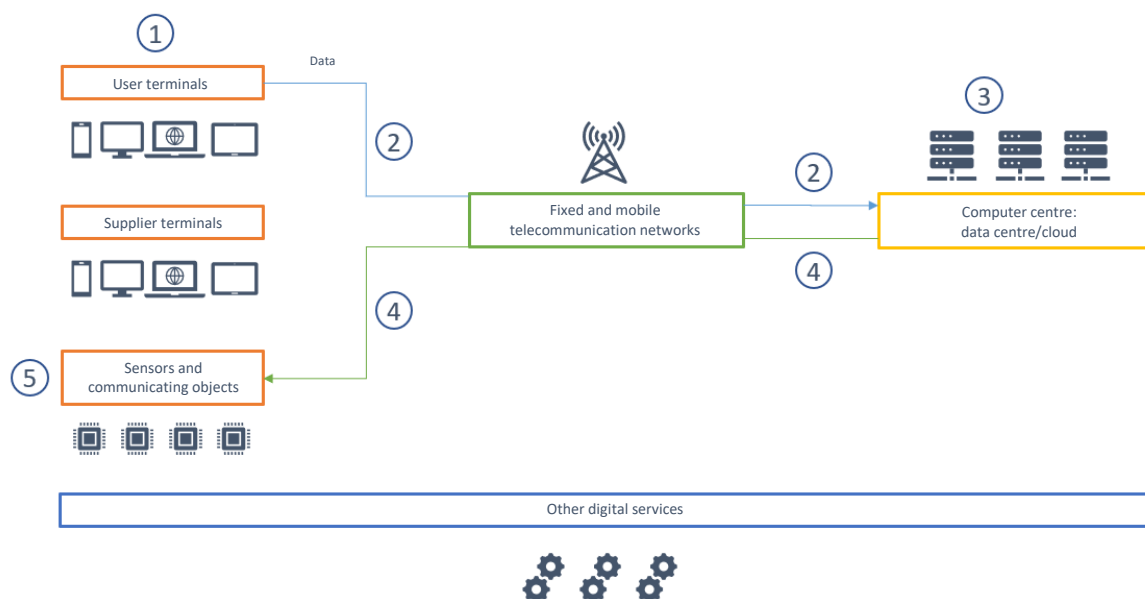 1
User terminals
Data
2
3
Fixed and mobile
telecommunication networks
2
Computer centre:
data centre/cloud
Supplier terminals
4
4
5
Sensors and
communicating objects
Other digital services